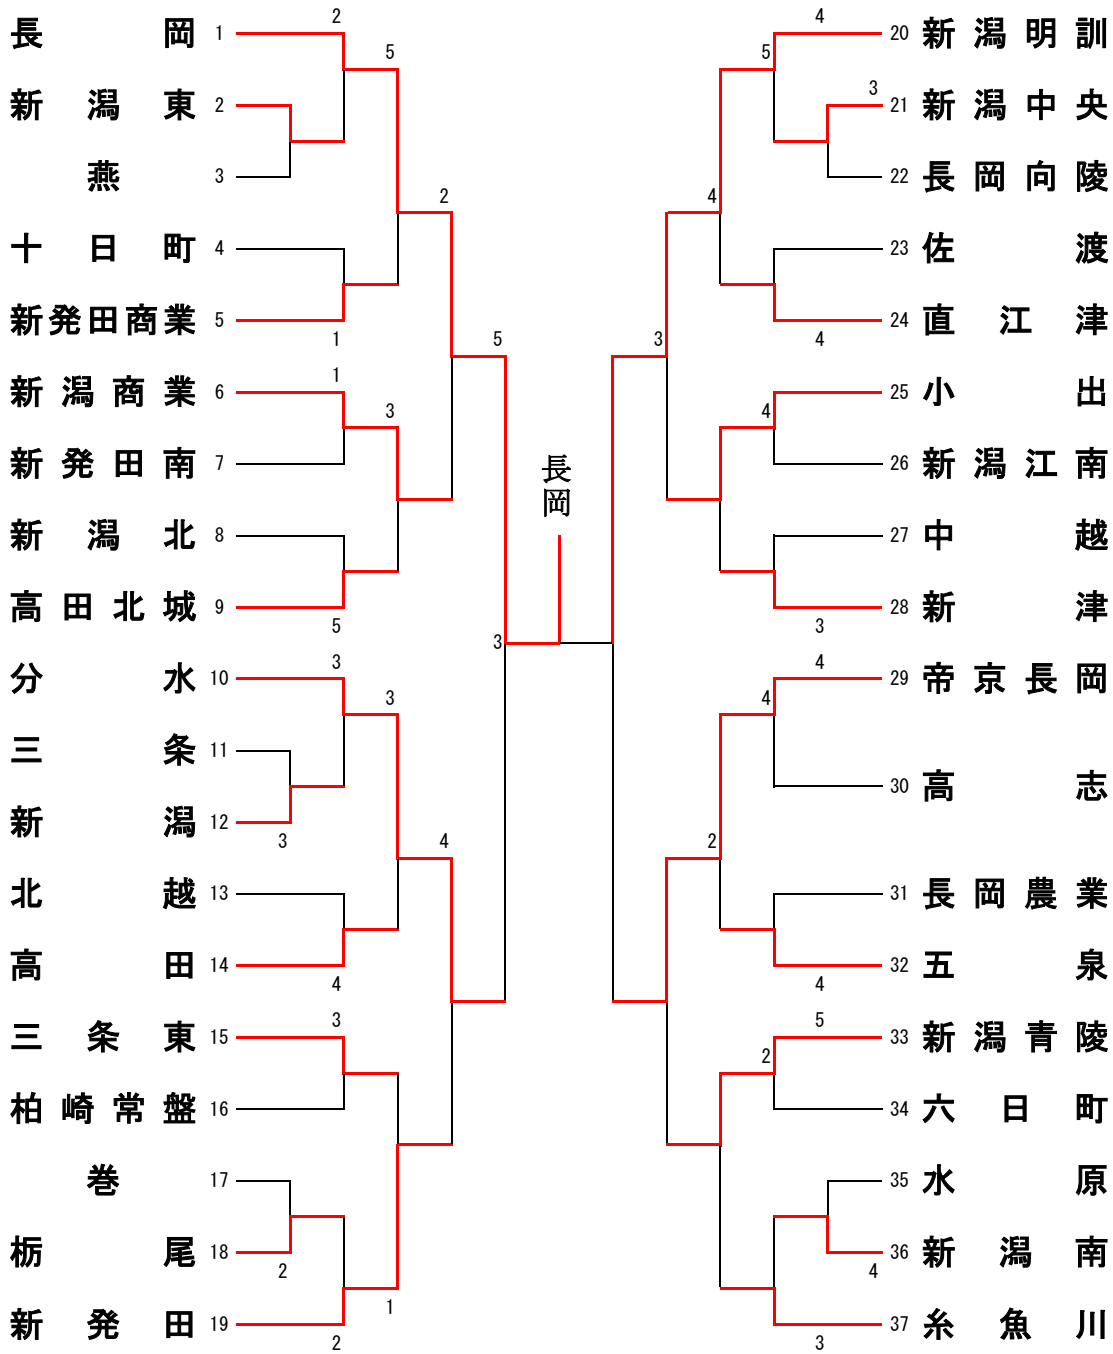 2
長岡 1
5
新潟東 2
燕 3
2
十日町 4
新発田商業 5
1
5
1
新潟商業 6
3
新発田南 7
新潟北 8
高田北城 9
5
3
3
分水 10
3
三条 11
新潟 12
3
4
北越 13
高田 14
4
3
三条東 15
柏崎常盤 16
巻 17
栃尾 18
2
1
新発田 19
2
長岡
4
20 新潟明訓
5
3
21 新潟中央
22 長岡向陵
4
23 佐渡
24 直江津
4
3
25 小出
4
26 新潟江南
27 中越
28 新津
3
4
29 帝京長岡
4
30 高志
2
31 長岡農業
32 五泉
4
5
33 新潟青陵
2
34 六日町
35 水原
36 新潟南
4
37 糸魚川
3